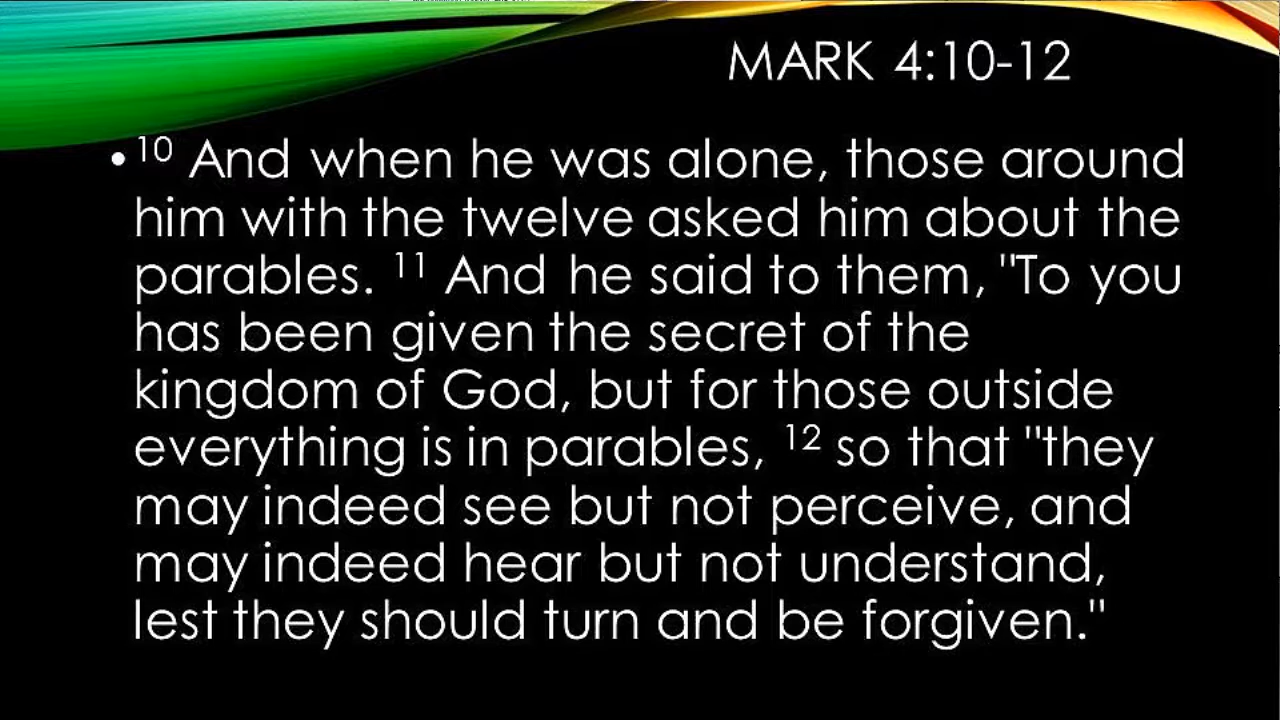 MARK 4:10-12
•¹⁰ And when he was alone, those around
him with the twelve asked him about the
parables. ¹¹ And he said to them, "To you
has been given the secret of the
kingdom of God, but for those outside
everything is in parables, ¹² so that "they
may indeed see but not perceive, and
may indeed hear but not understand,
lest they should turn and be forgiven."